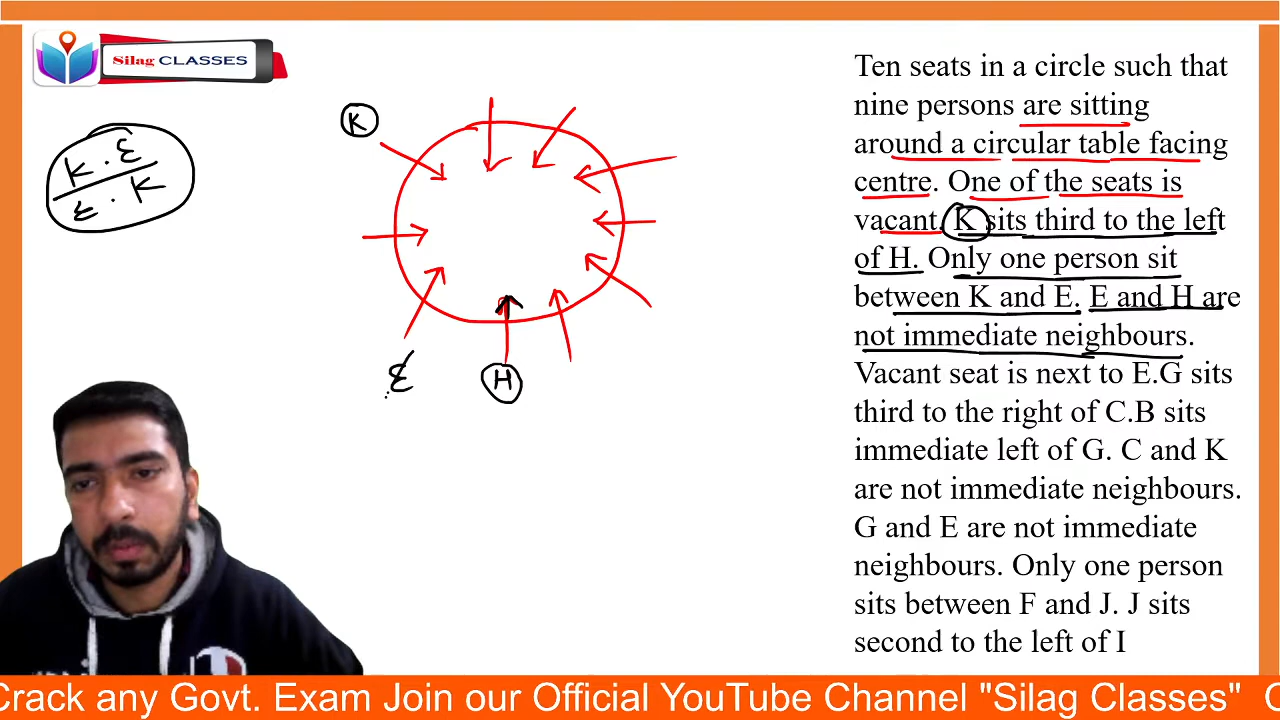 Silag CLASSES
K . E
E . K
K
E
H
Ten seats in a circle such that
nine persons are sitting
around a circular table facing
centre. One of the seats is
vacant. K sits third to the left
of H. Only one person sit
between K and E. E and H are
not immediate neighbours.
Vacant seat is next to E.G sits
third to the right of C.B sits
immediate left of G. C and K
are not immediate neighbours.
G and E are not immediate
neighbours. Only one person
sits between F and J. J sits
second to the left of I
Crack any Govt. Exam Join our Official YouTube Channel "Silag Classes"